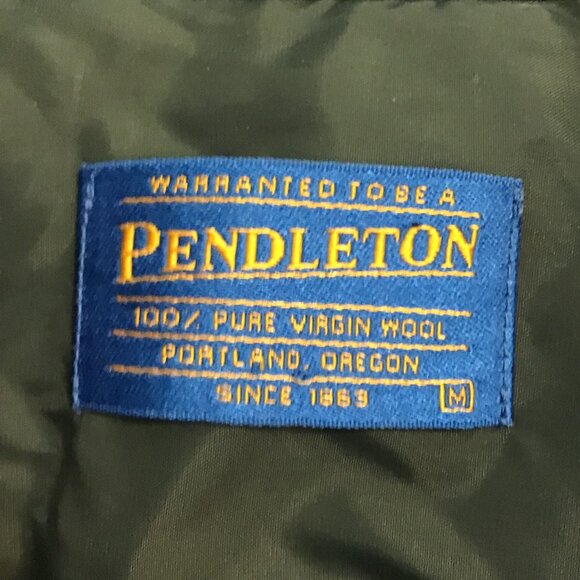 WARRANTED TO BE A
PENDLETON
100% PURE VIRGIN WOOL
PORTLAND, OREGON
SINCE 1863
M